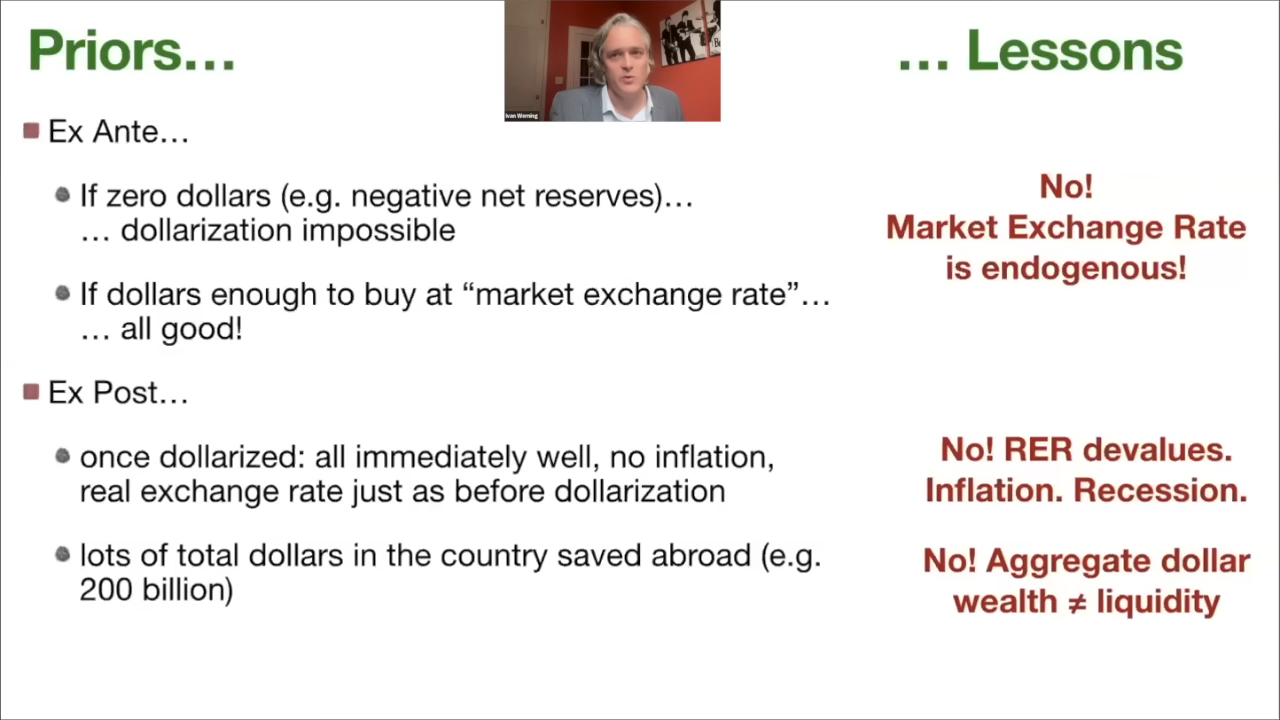 Priors…
… Lessons
Ivan Werning
Ex Ante…
If zero dollars (e.g. negative net reserves)…
… dollarization impossible
No!
Market Exchange Rate
is endogenous!
If dollars enough to buy at “market exchange rate”…
… all good!
Ex Post…
once dollarized: all immediately well, no inflation,
real exchange rate just as before dollarization
No! RER devalues.
Inflation. Recession.
lots of total dollars in the country saved abroad (e.g.
200 billion)
No! Aggregate dollar
wealth ≠ liquidity